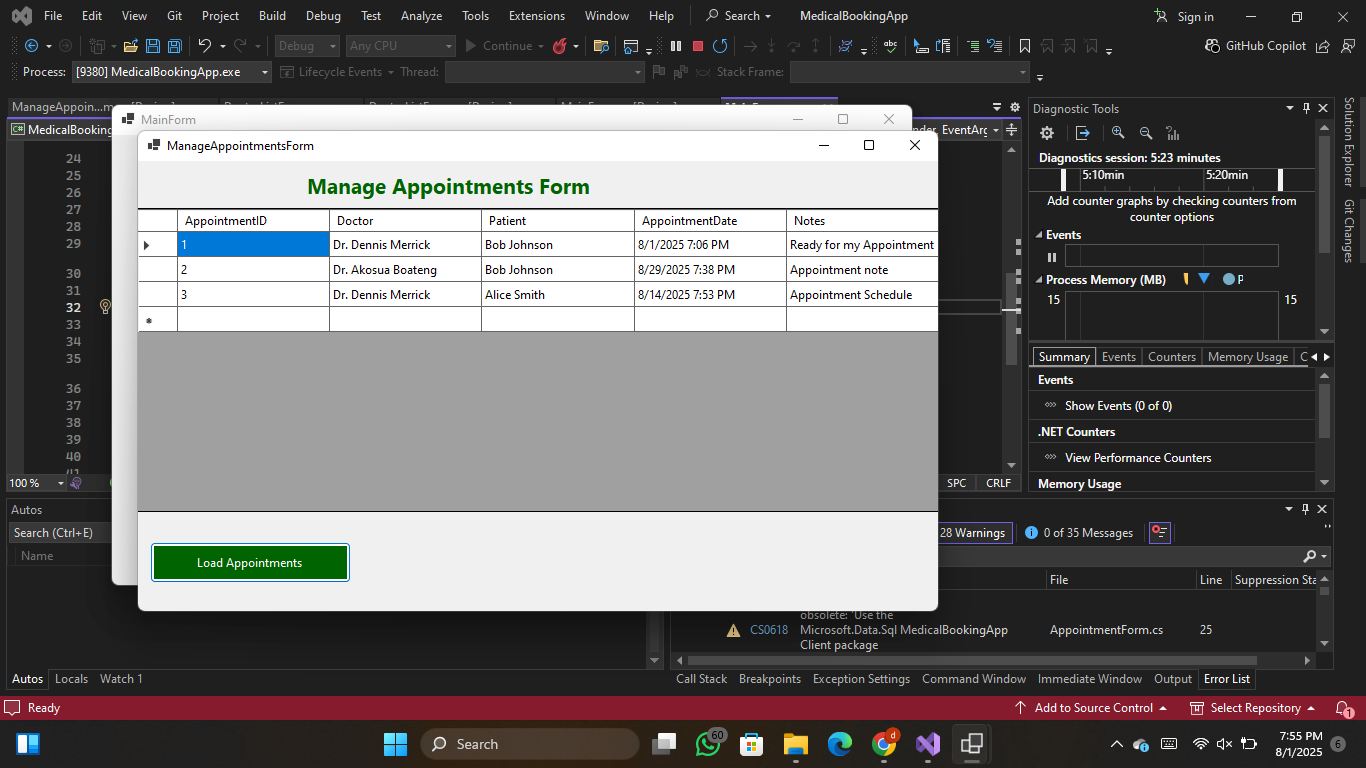 File Edit View Git Project Build Debug Test Analyze Tools Extensions Window Help Search MedicalBookingApp Sign in
Debug Any CPU Continue GitHub Copilot
Process: [9380] MedicalBookingApp.exe Lifecycle Events Thread: Stack Frame:
ManageAppoin...
MedicalBooking
EventArg
MainForm
ManageAppointmentsForm
Manage Appointments Form
AppointmentID Doctor Patient AppointmentDate Notes
1 Dr. Dennis Merrick Bob Johnson 8/1/2025 7:06 PM Ready for my Appointment
2 Dr. Akosua Boateng Bob Johnson 8/29/2025 7:38 PM Appointment note
3 Dr. Dennis Merrick Alice Smith 8/14/2025 7:53 PM Appointment Schedule
Load Appointments
24
25
26
27
28
29
30
31
32
33
34
35
36
37
38
39
40
41
100 % SPC CRLF
Diagnostic Tools
Diagnostics session: 5:23 minutes
5:10min 5:20min
Add counter graphs by checking counters from
counter options
Events
Process Memory (MB) P
15 15
Summary Events Counters Memory Usage C
Events
Show Events (0 of 0)
.NET Counters
View Performance Counters
Memory Usage
Solution Explorer
Git Changes
Autos
Search (Ctrl+E)
Name
28 Warnings 0 of 35 Messages
File Line Suppression Sta
obsolete: 'Use the
CS0618 Microsoft.Data.Sql MedicalBookingApp AppointmentForm.cs 25
Client package
Autos Locals Watch 1
Call Stack Breakpoints Exception Settings Command Window Immediate Window Output Error List
Ready Add to Source Control Select Repository 1
Search 60 d 7:55 PM
8/1/2025 6